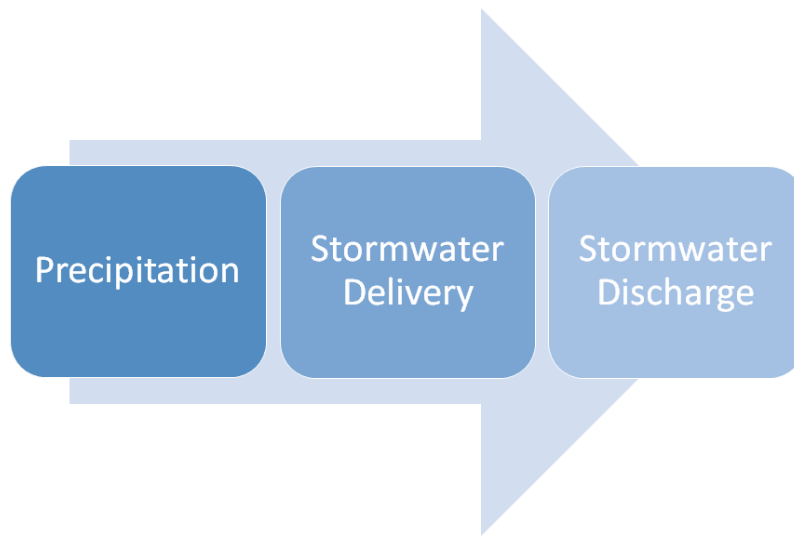 Precipitation
Stormwater
Delivery
Stormwater
Discharge